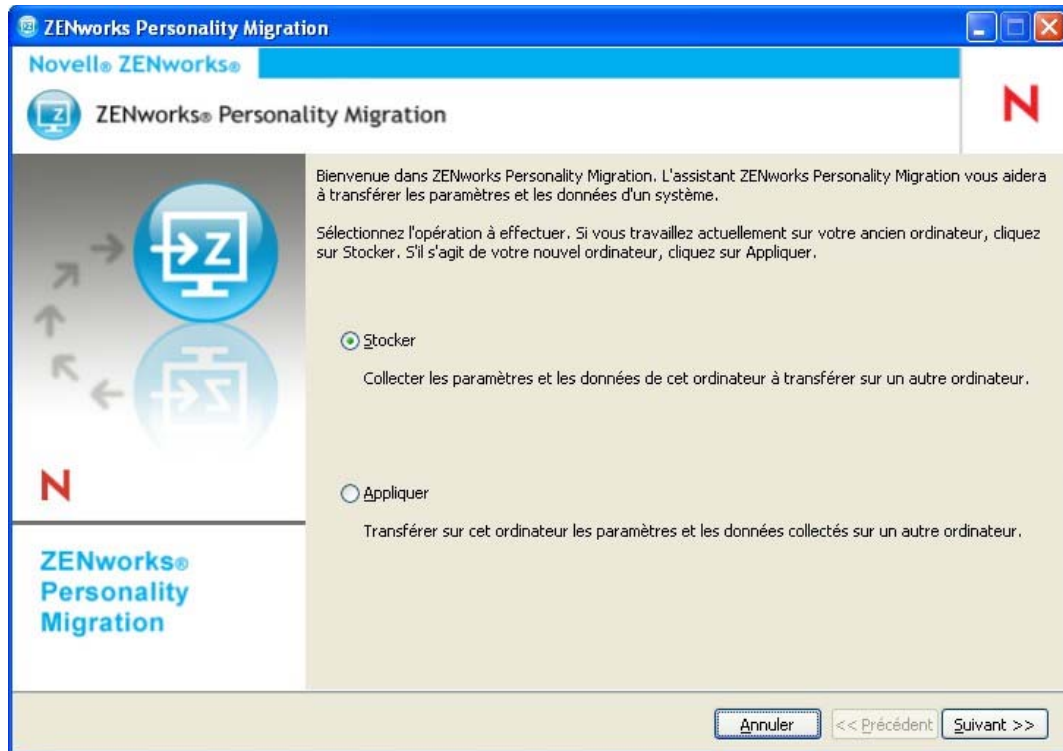 ZENworks Personality Migration
Novell® ZENworks®
ZENworks® Personality Migration
N
Bienvenue dans ZENworks Personality Migration. L'assistant ZENworks Personality Migration vous aidera
à transférer les paramètres et les données d'un système.
Sélectionnez l'opération à effectuer. Si vous travaillez actuellement sur votre ancien ordinateur, cliquez
sur Stocker. S'il s'agit de votre nouvel ordinateur, cliquez sur Appliquer.
Z
Stocker
Collecter les paramètres et les données de cet ordinateur à transférer sur un autre ordinateur.
N
Appliquer
Transférer sur cet ordinateur les paramètres et les données collectés sur un autre ordinateur.
ZENworks®
Personality
Migration
Annuler
<< Précédent
Suivant >>